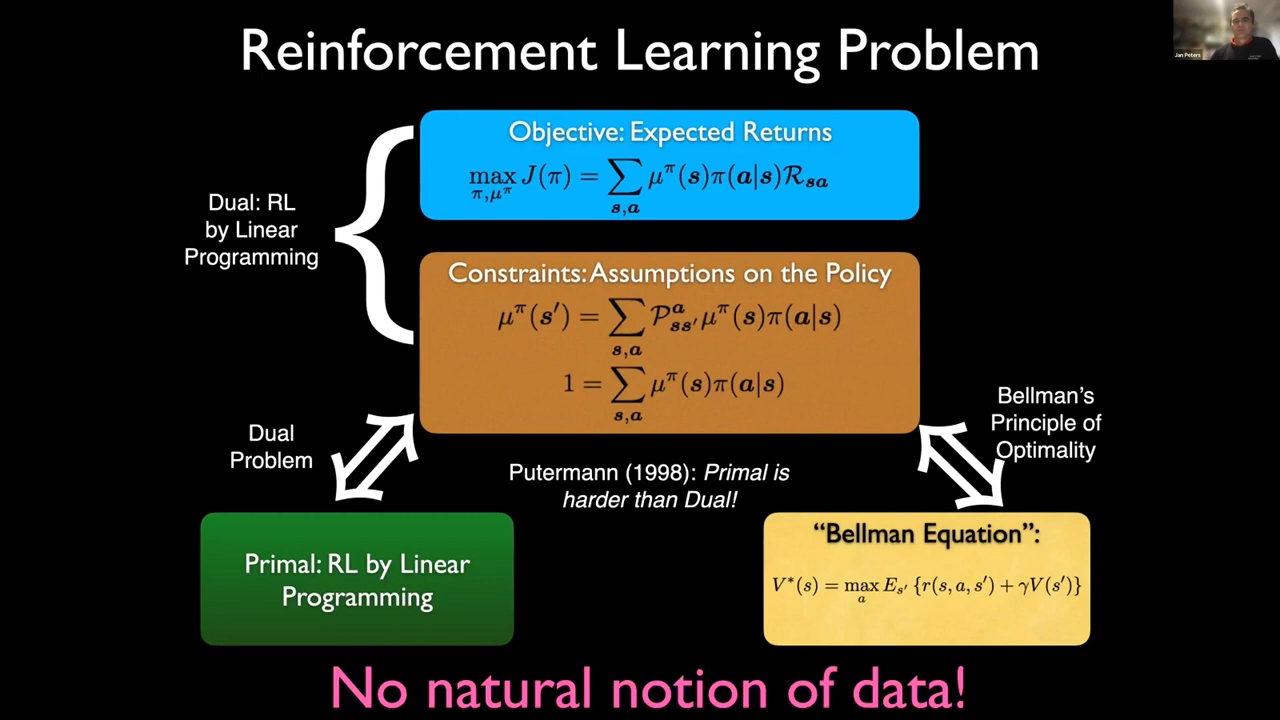 Reinforcement Learning Problem
Jan Peters
Objective: Expected Returns
max J(π) = ∑ μ^π(s)π(a|s)R_sa
π,μ^π
s,a
Dual: RL
by Linear
Programming
Constraints: Assumptions on the Policy
μ^π(s′) = ∑ P^a_ss′ μ^π(s)π(a|s)
s,a
1 = ∑ μ^π(s)π(a|s)
s,a
Dual
Problem
Bellman's
Principle of
Optimality
Putermann (1998): Primal is
harder than Dual!
Primal: RL by Linear
Programming
“Bellman Equation”:
V*(s) = max E_s′ {r(s, a, s′) + γV(s′)}
a
No natural notion of data!